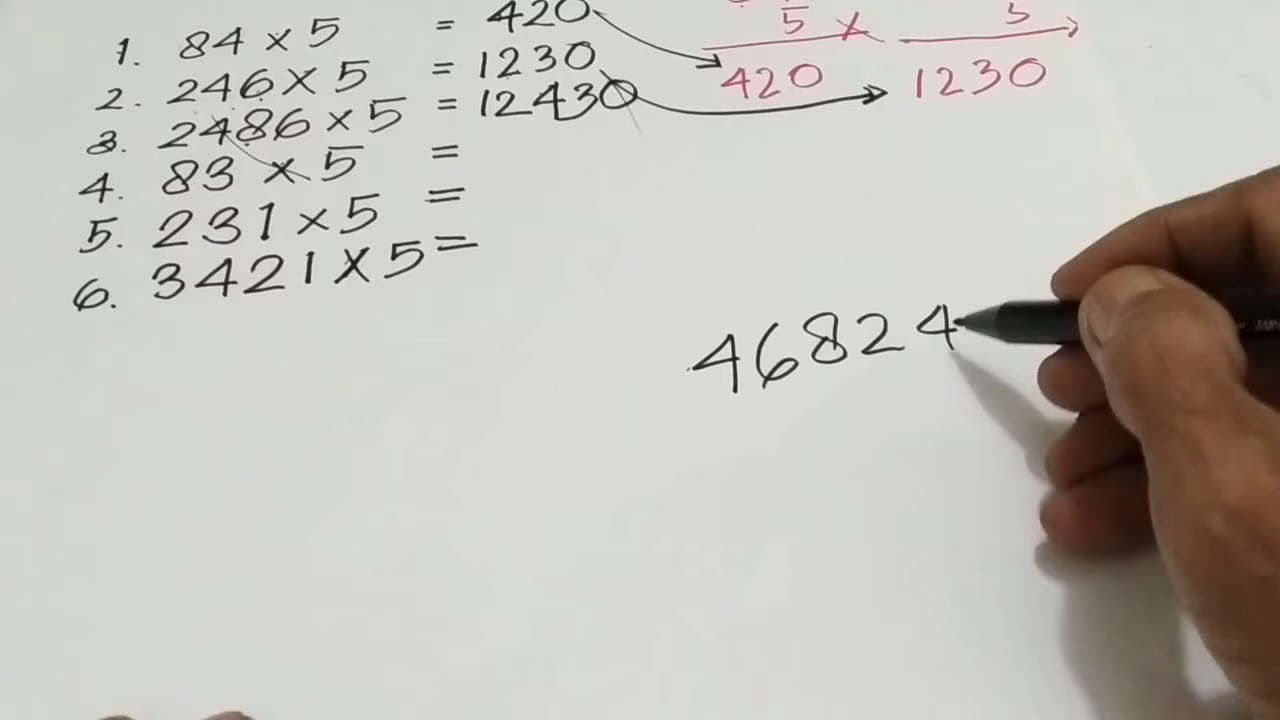 1. 84 × 5 = 420
2. 246 × 5 = 1230
3. 2486 × 5 = 12430
4. 83 × 5 =
5. 231 × 5 =
6. 3421 × 5 =
5 × 5
420 1230
46824